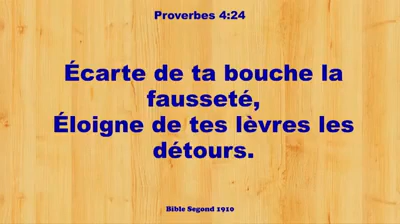 Proverbes 4:24
Écarte de ta bouche la
fausseté,
Éloigne de tes lèvres les
détours.
Bible Segond 1910